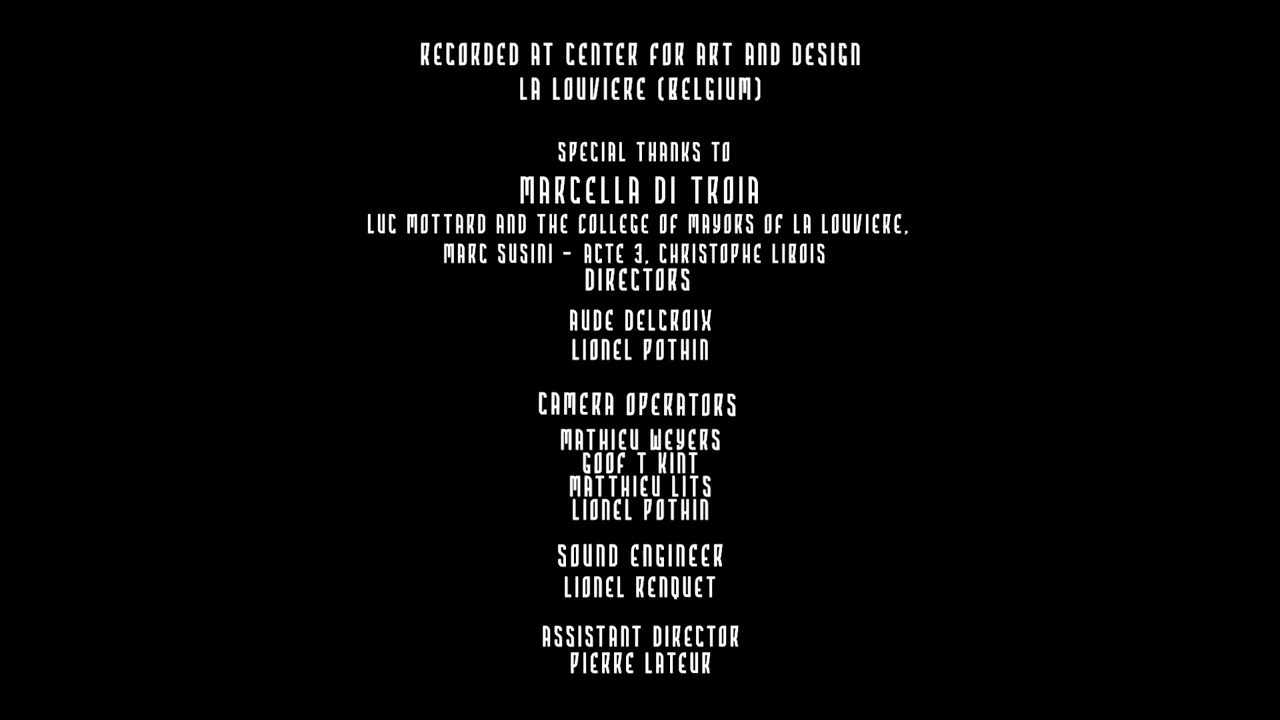 RECORDED AT CENTER FOR ART AND DESIGN
LA LOUVIERE (BELGIUM)
SPECIAL THANKS TO
MARCELLA DI TROIA
LUC MOTTARD AND THE COLLEGE OF MAYORS OF LA LOUVIERE,
MARC SUSINI - ACTE 3, CHRISTOPHE LIBOIS
DIRECTORS
AUDE DELCROIX
LIONEL POTHIN
CAMERA OPERATORS
MATHIEU WEYERS
GOOF T KINT
MATTHIEU LITS
LIONEL POTHIN
SOUND ENGINEER
LIONEL RENQUET
ASSISTANT DIRECTOR
PIERRE LATEUR